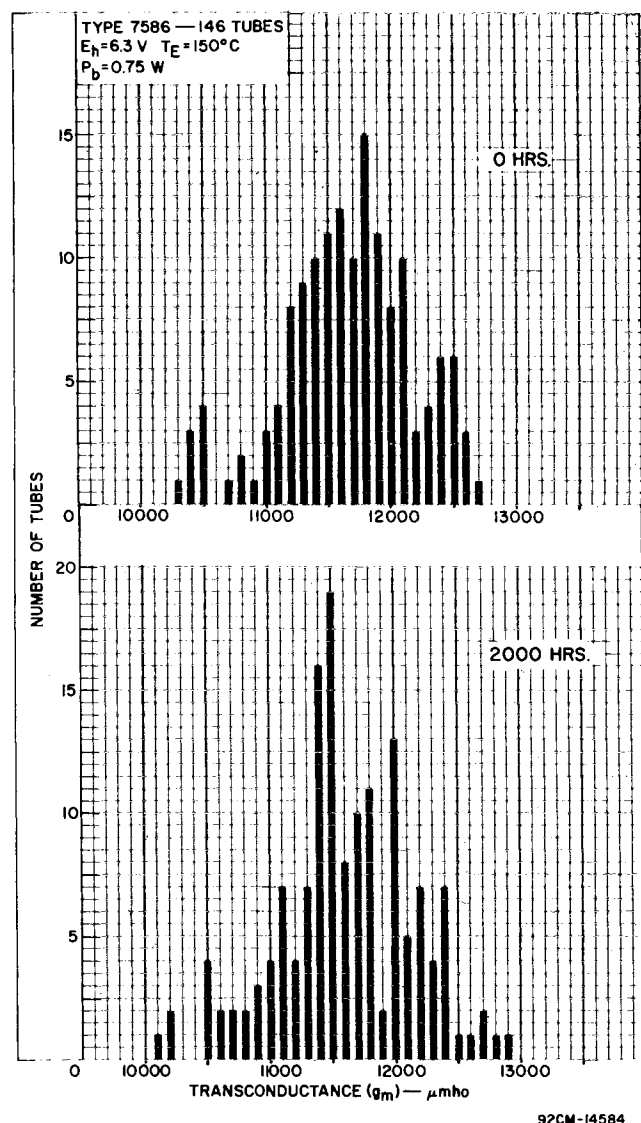 TYPE 7586—146 TUBES
Eh=6.3 V TE=150°C
Pb=0.75 W
15
0 HRS.
10
5
0
10000 11000 12000 13000
NUMBER OF TUBES
20
2000 HRS.
15
10
5
0
10000 11000 12000 13000
TRANSCONDUCTANCE (gm)— μmho
92CM-14584